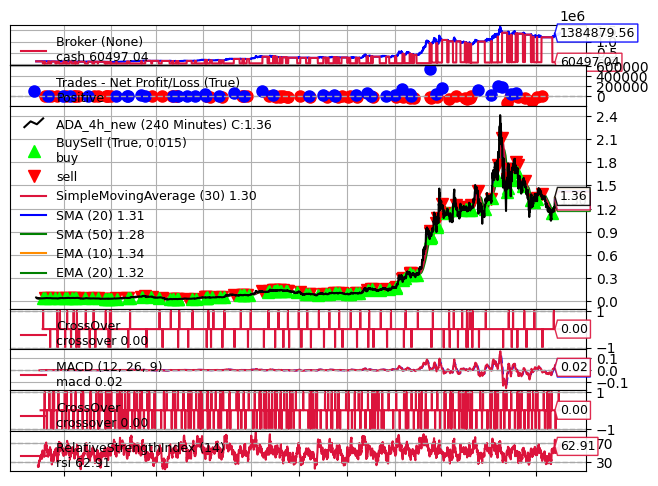 1e6
Broker (None)
cash 60497.04
1384879.56
60497.04
Trades - Net Profit/Loss (True)
600000
400000
200000
0
ADA_4h_new (240 Minutes) C:1.36
BuySell (True, 0.015)
buy
sell
SimpleMovingAverage (30) 1.30
SMA (20) 1.31
SMA (50) 1.28
EMA (10) 1.34
EMA (20) 1.32
2.4
2.1
1.8
1.5
1.36
1.2
0.9
0.6
0.3
0.0
CrossOver
crossover 0.00
1
0.00
−1
MACD (12, 26, 9)
macd 0.02
0.1
0.02
0.0
−0.1
CrossOver
crossover 0.00
1
0.00
−1
RelativeStrengthIndex (14)
rsi 62.91
70
62.91
30